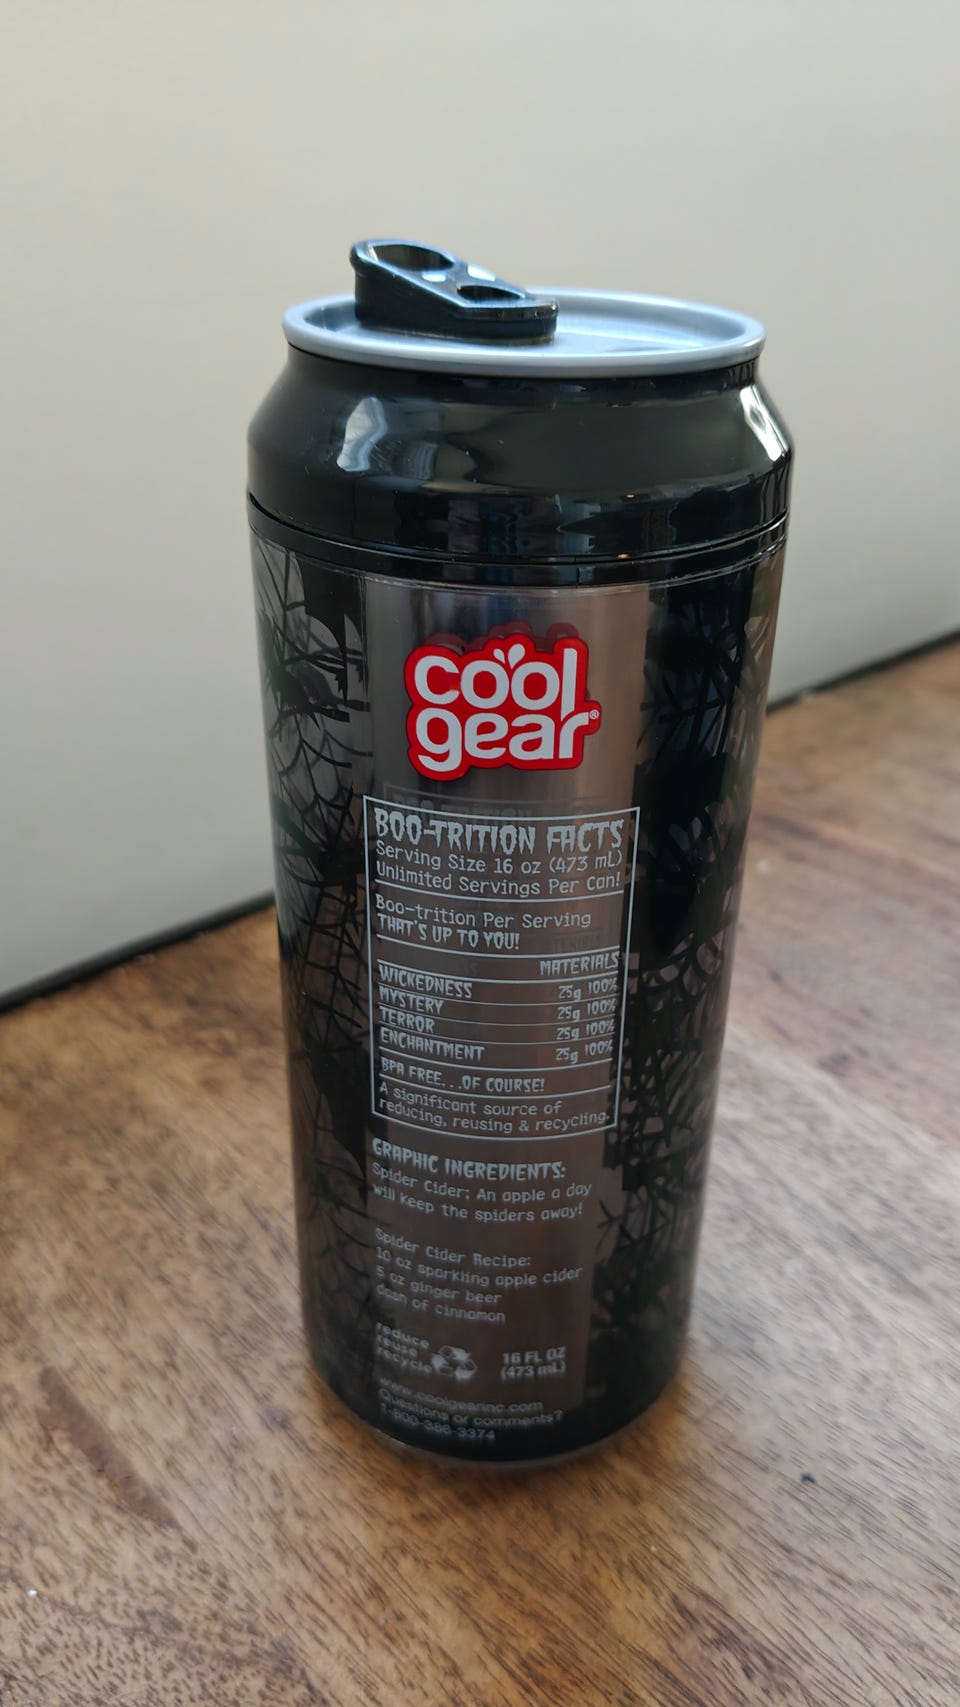 cool
gear®
BOO-TRITION FACTS
Serving Size 16 oz (473 mL)
Unlimited Servings Per Can!
Boo-trition Per Serving
THAT'S UP TO YOU!
MATERIALS
WICKEDNESS 25g 100%
MYSTERY 25g 100%
TERROR 25g 100%
ENCHANTMENT 25g 100%
BPA FREE...OF COURSE!
A significant source of
reducing, reusing & recycling.
GRAPHIC INGREDIENTS:
Spider Cider: An apple a day
will keep the spiders away!
Spider Cider Recipe:
10 oz sparkling apple cider
5 oz ginger beer
dash of cinnamon
reduce
reuse
recycle
16 FL OZ
(473 mL)
www.coolgearinc.com
Questions or comments?
1-800-386-3374